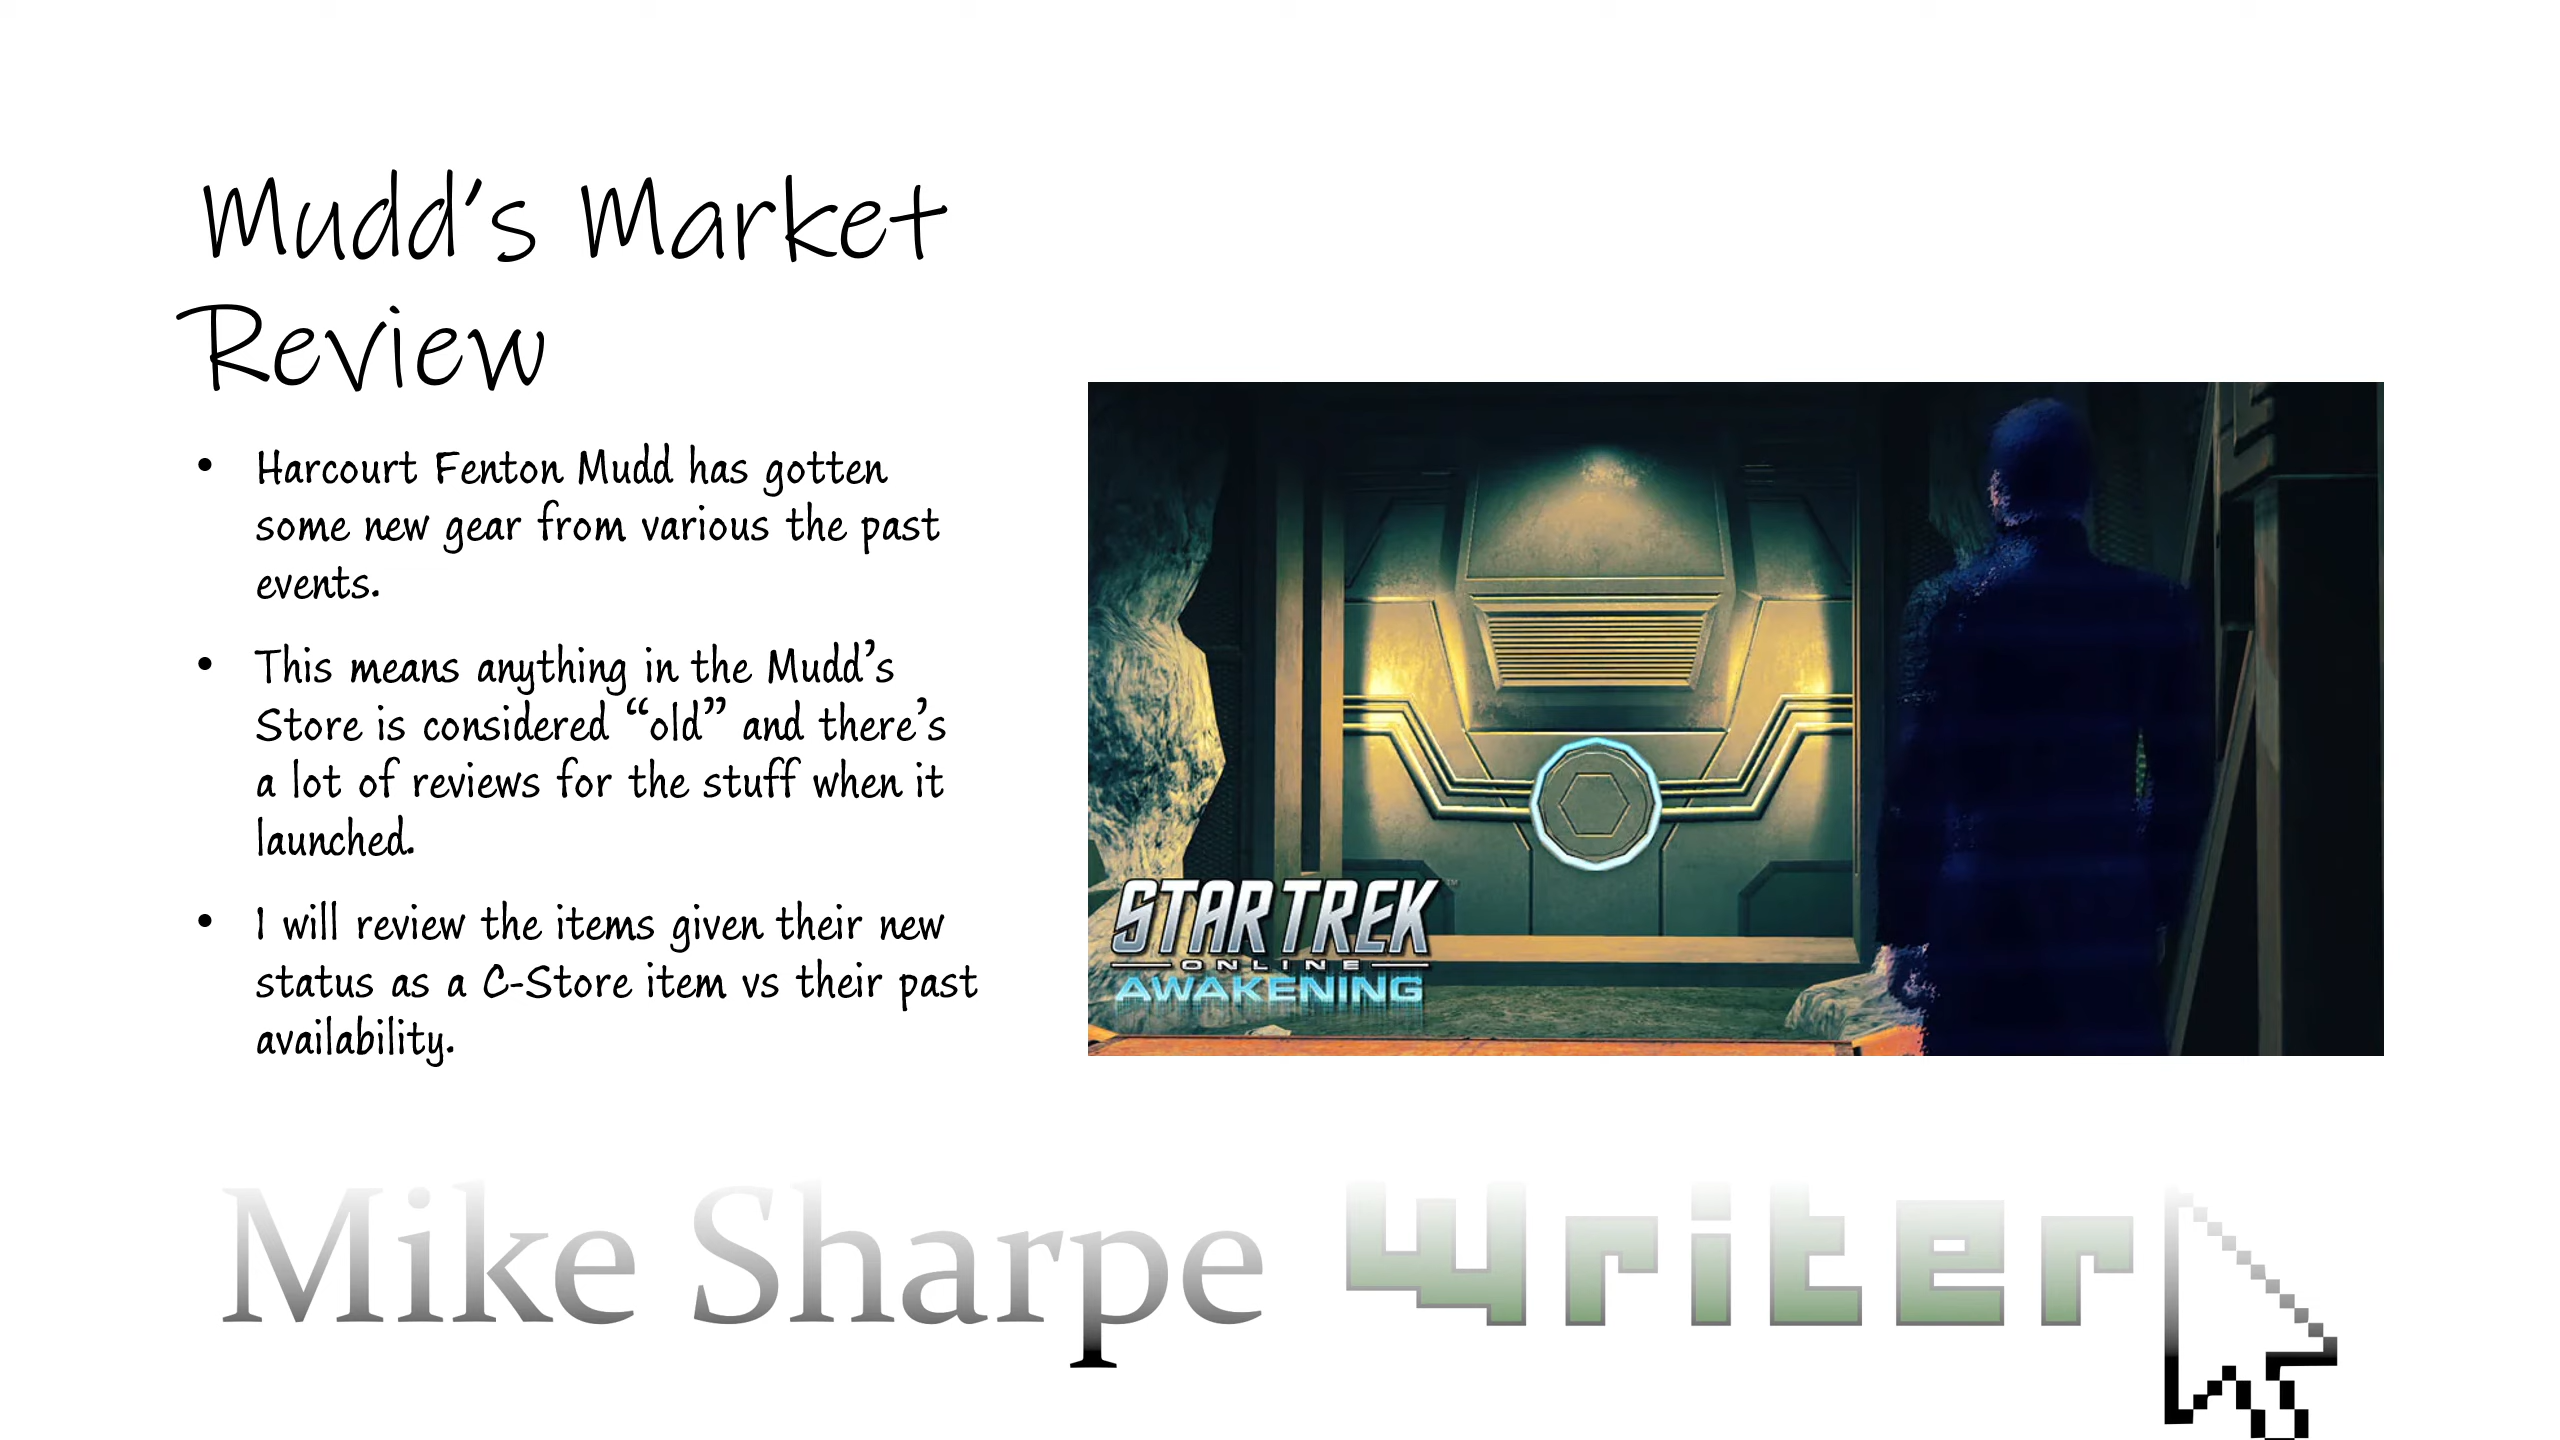 Mudd’s Market
Review
• Harcourt Fenton Mudd has gotten
some new gear from various the past
events.
• This means anything in the Mudd’s
Store is considered “old” and there’s
a lot of reviews for the stuff when it
launched.
• I will review the items given their new
status as a C-Store item vs their past
availability.
STAR TREK™
ONLINE
AWAKENING
Mike Sharpe Writer